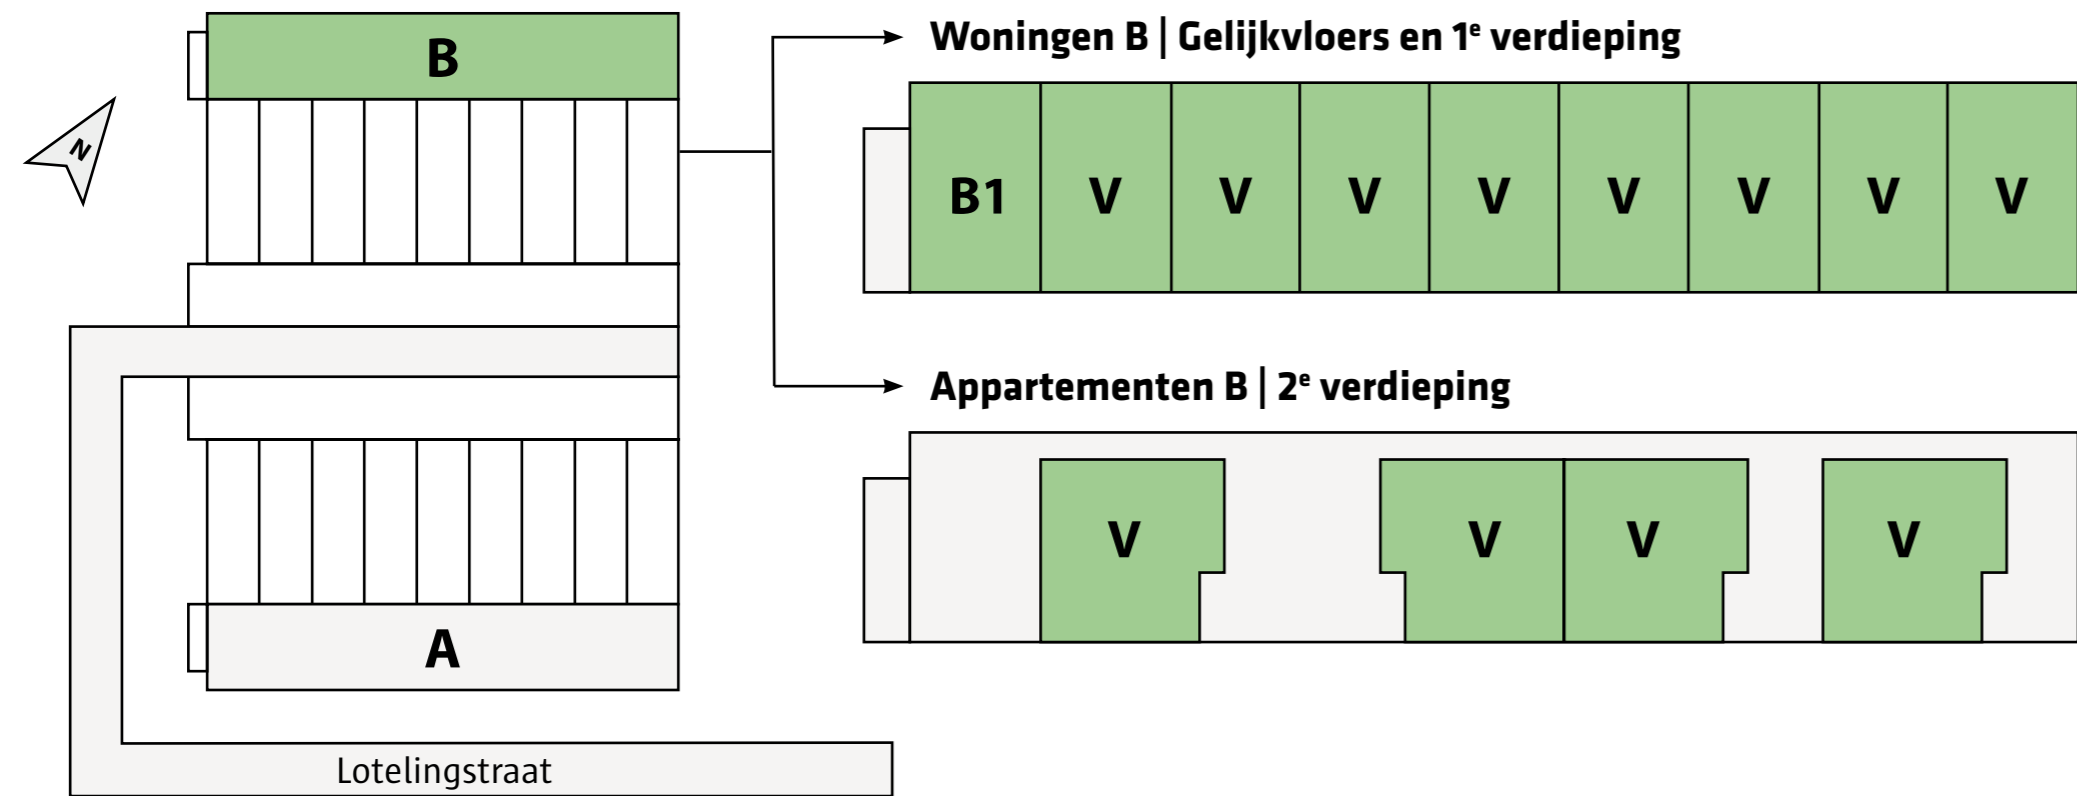 B
N
A
Lotelingstraat
Woningen B | Gelijkvloers en 1e verdieping
B1 V V V V V V V V
Appartementen B | 2e verdieping
V V V V